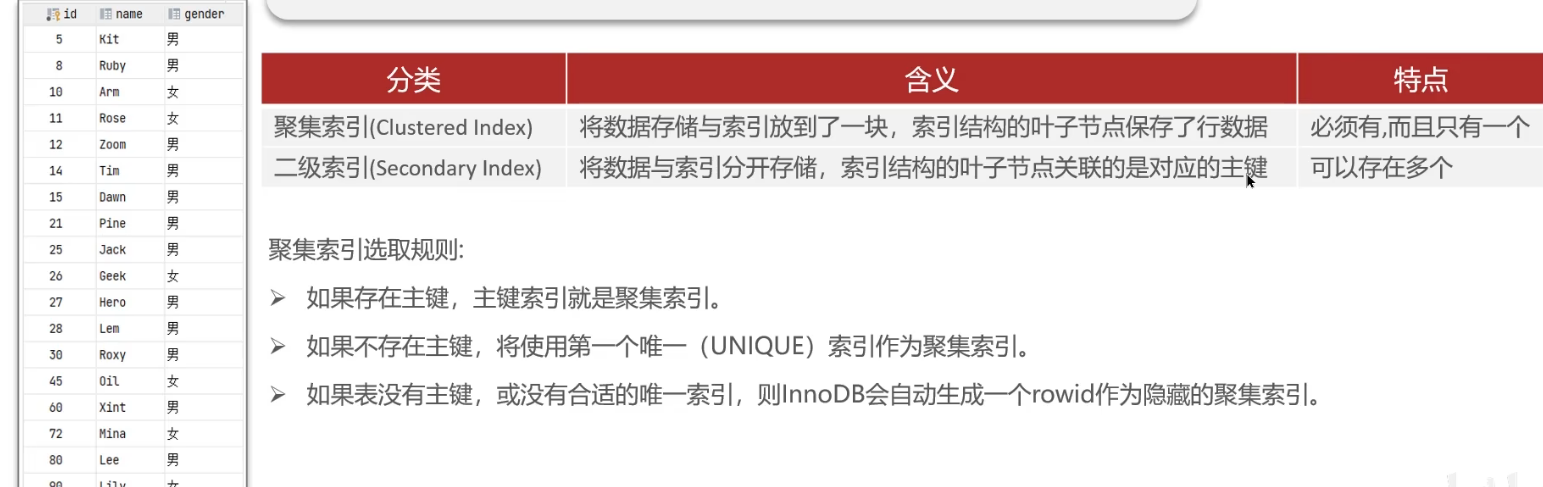 id name gender
5 Kit 男
8 Ruby 男
10 Arm 女
11 Rose 女
12 Zoom 男
14 Tim 男
15 Dawn 男
21 Pine 男
25 Jack 男
26 Geek 女
27 Hero 男
28 Lem 男
30 Roxy 男
45 Oil 女
60 Xint 男
72 Mina 女
80 Lee 男
90 Lily 女
分类 含义 特点
聚集索引(Clustered Index) 将数据存储与索引放到了一块，索引结构的叶子节点保存了行数据 必须有,而且只有一个
二级索引(Secondary Index) 将数据与索引分开存储，索引结构的叶子节点关联的是对应的主键 可以存在多个
聚集索引选取规则:
➢ 如果存在主键，主键索引就是聚集索引。
➢ 如果不存在主键，将使用第一个唯一（UNIQUE）索引作为聚集索引。
➢ 如果表没有主键，或没有合适的唯一索引，则InnoDB会自动生成一个rowid作为隐藏的聚集索引。